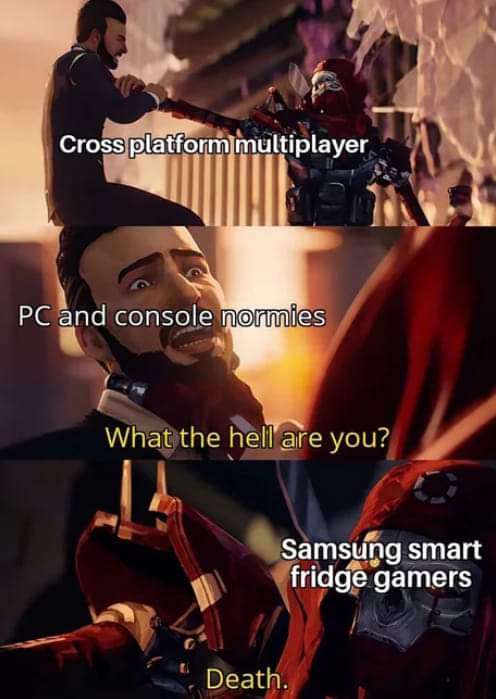 Cross platform multiplayer
PC and console normies
What the hell are you?
Samsung smart
fridge gamers
Death.